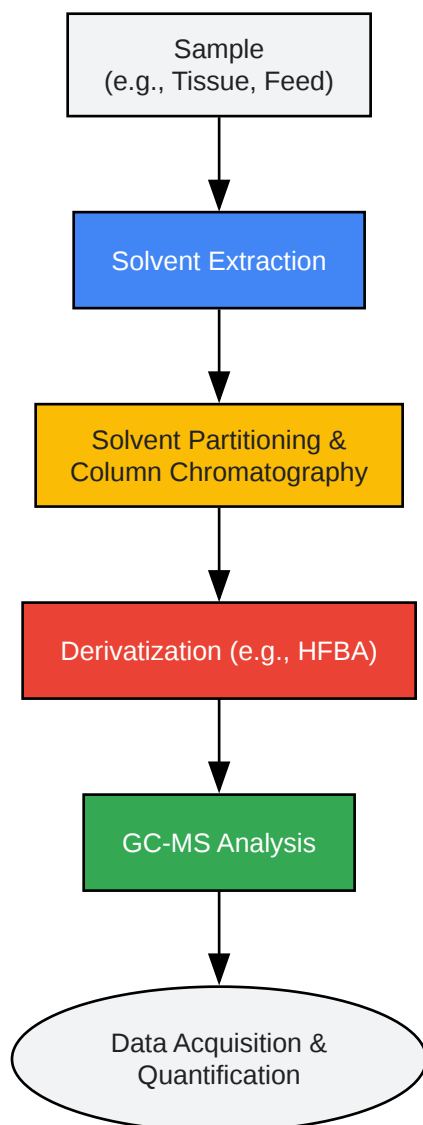 Sample
(e.g., Tissue, Feed)
Solvent Extraction
Solvent Partitioning &
Column Chromatography
Derivatization (e.g., HFBA)
GC-MS Analysis
Data Acquisition &
Quantification